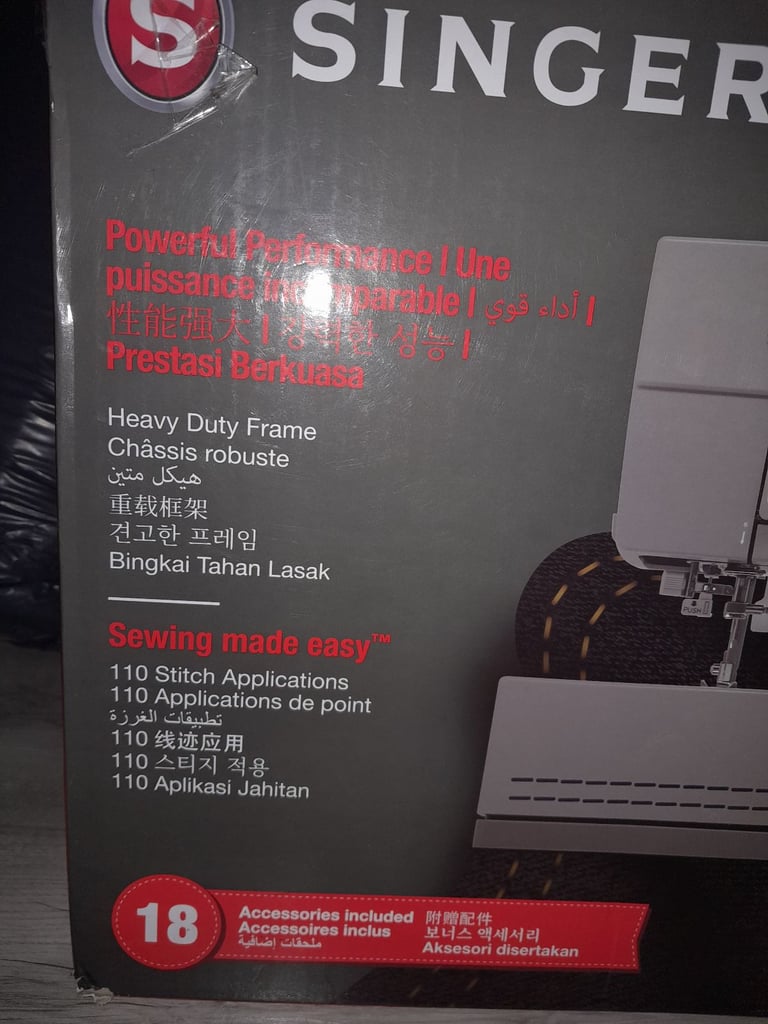 S SINGER
Powerful Performance | Une
puissance incomparable | أداء قوي |
性能强大 | 강력한 성능 |
Prestasi Berkuasa
Heavy Duty Frame
Châssis robuste
هيكل متين
重载框架
견고한 프레임
Bingkai Tahan Lasak
Sewing made easy™
110 Stitch Applications
110 Applications de point
تطبيقات الغرزة
110 线迹应用
110 스티지 적용
110 Aplikasi Jahitan
PUSH
18
Accessories included
Accessoires inclus
ملحقات إضافية
附赠配件
보너스 액세서리
Aksesori disertakan